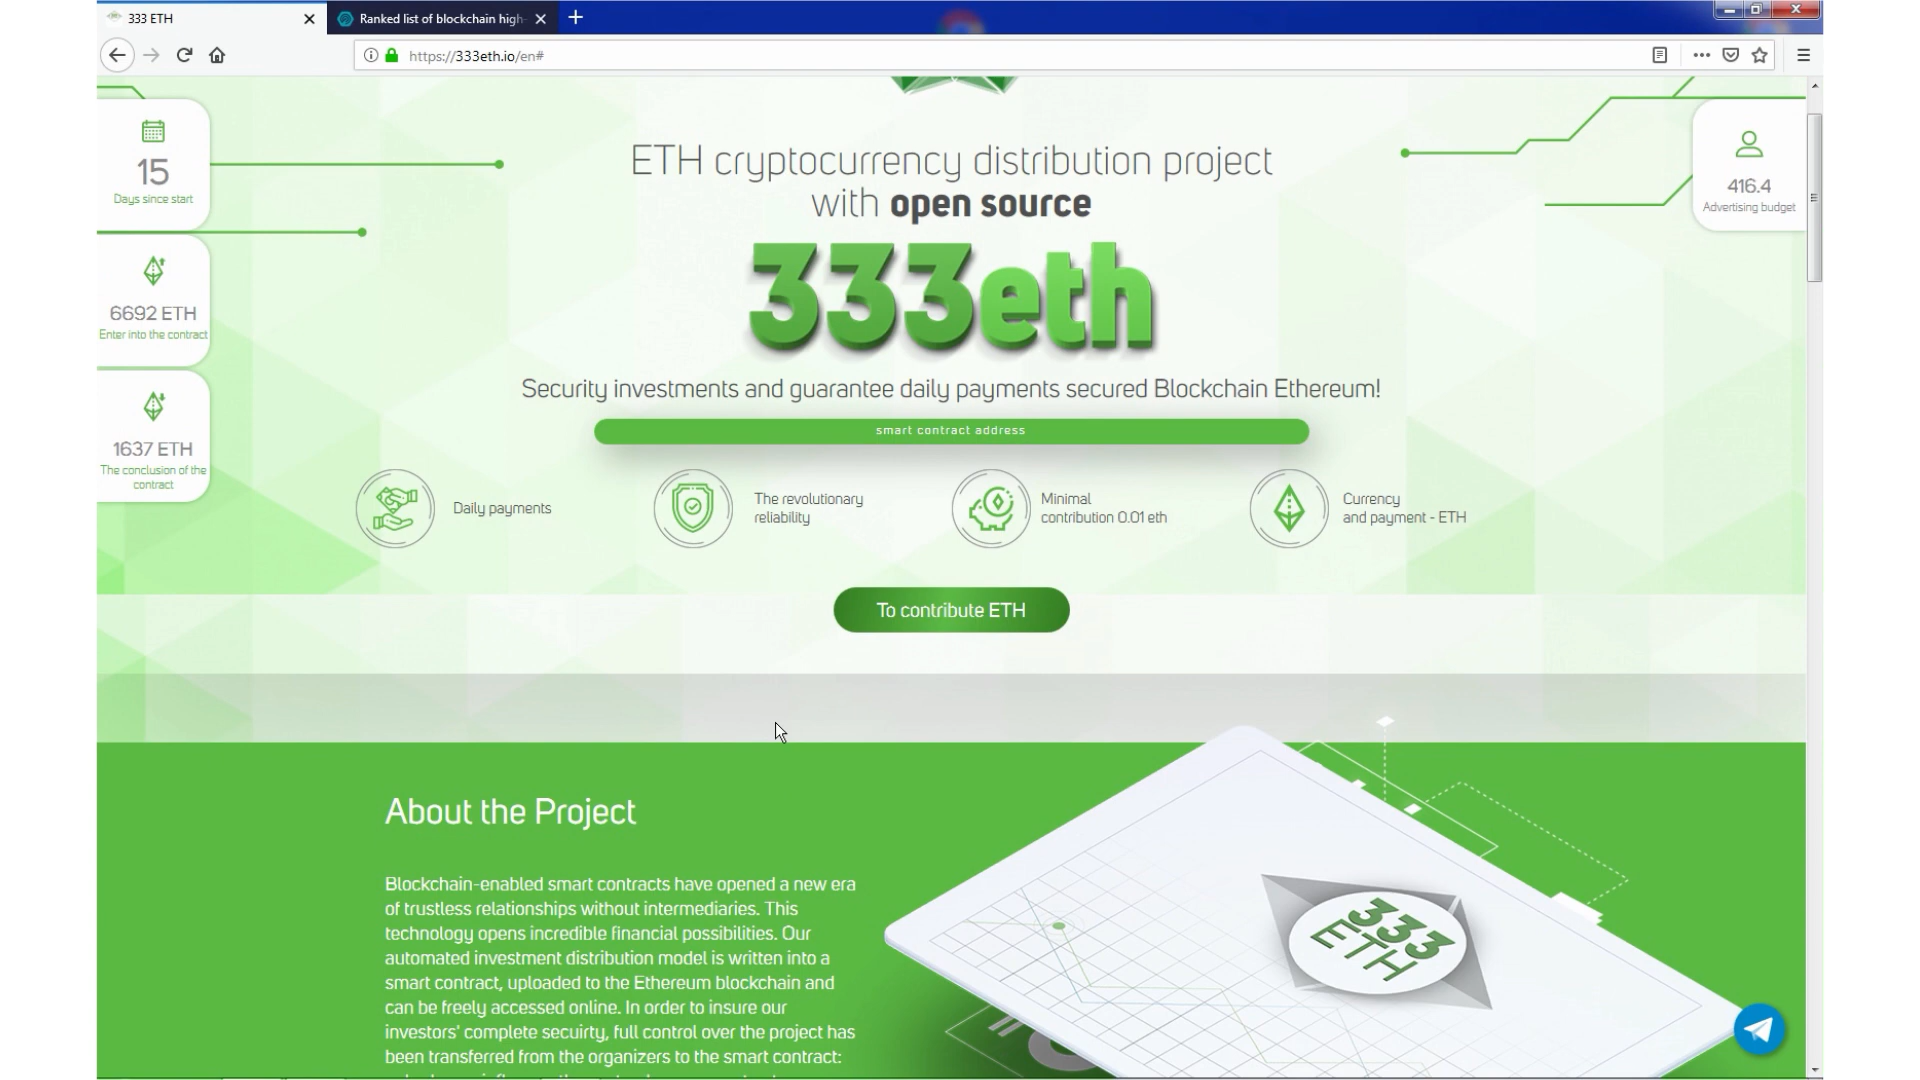 333 ETH
Ranked list of blockchain high-
https://333eth.io/en#
15
Days since start
6692 ETH
Enter into the contract
1637 ETH
The conclusion of the
contract
416.4
Advertising budget
ETH cryptocurrency distribution project
with open source
333eth
Security investments and guarantee daily payments secured Blockchain Ethereum!
smart contract address
Daily payments
The revolutionary
reliability
Minimal
contribution 0.01 eth
Currency
and payment - ETH
To contribute ETH
About the Project
Blockchain-enabled smart contracts have opened a new era
of trustless relationships without intermediaries. This
technology opens incredible financial possibilities. Our
automated investment distribution model is written into a
smart contract, uploaded to the Ethereum blockchain and
can be freely accessed online. In order to insure our
investors' complete secuirty, full control over the project has
been transferred from the organizers to the smart contract:
333
ETH